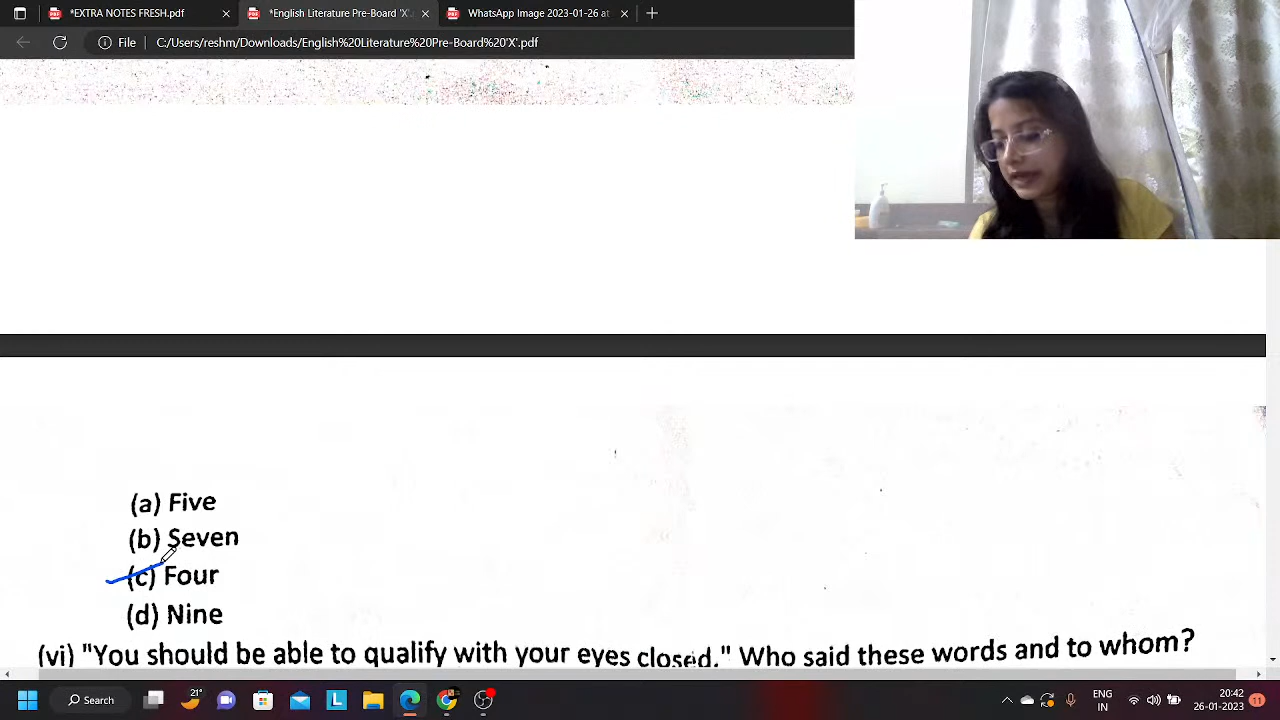 *EXTRA NOTES FRESH.pdf
*English Literature Pre-Board 'X'
WhatsApp Image 2023-01-26 at
File C:/Users/reshm/Downloads/English%20Literature%20Pre-Board%20'X'.pdf
(a) Five
(b) Seven
(c) Four
(d) Nine
(vi) "You should be able to qualify with your eyes closed." Who said these words and to whom?
Search
21°
ENG
IN
20:42
26-01-2023
11